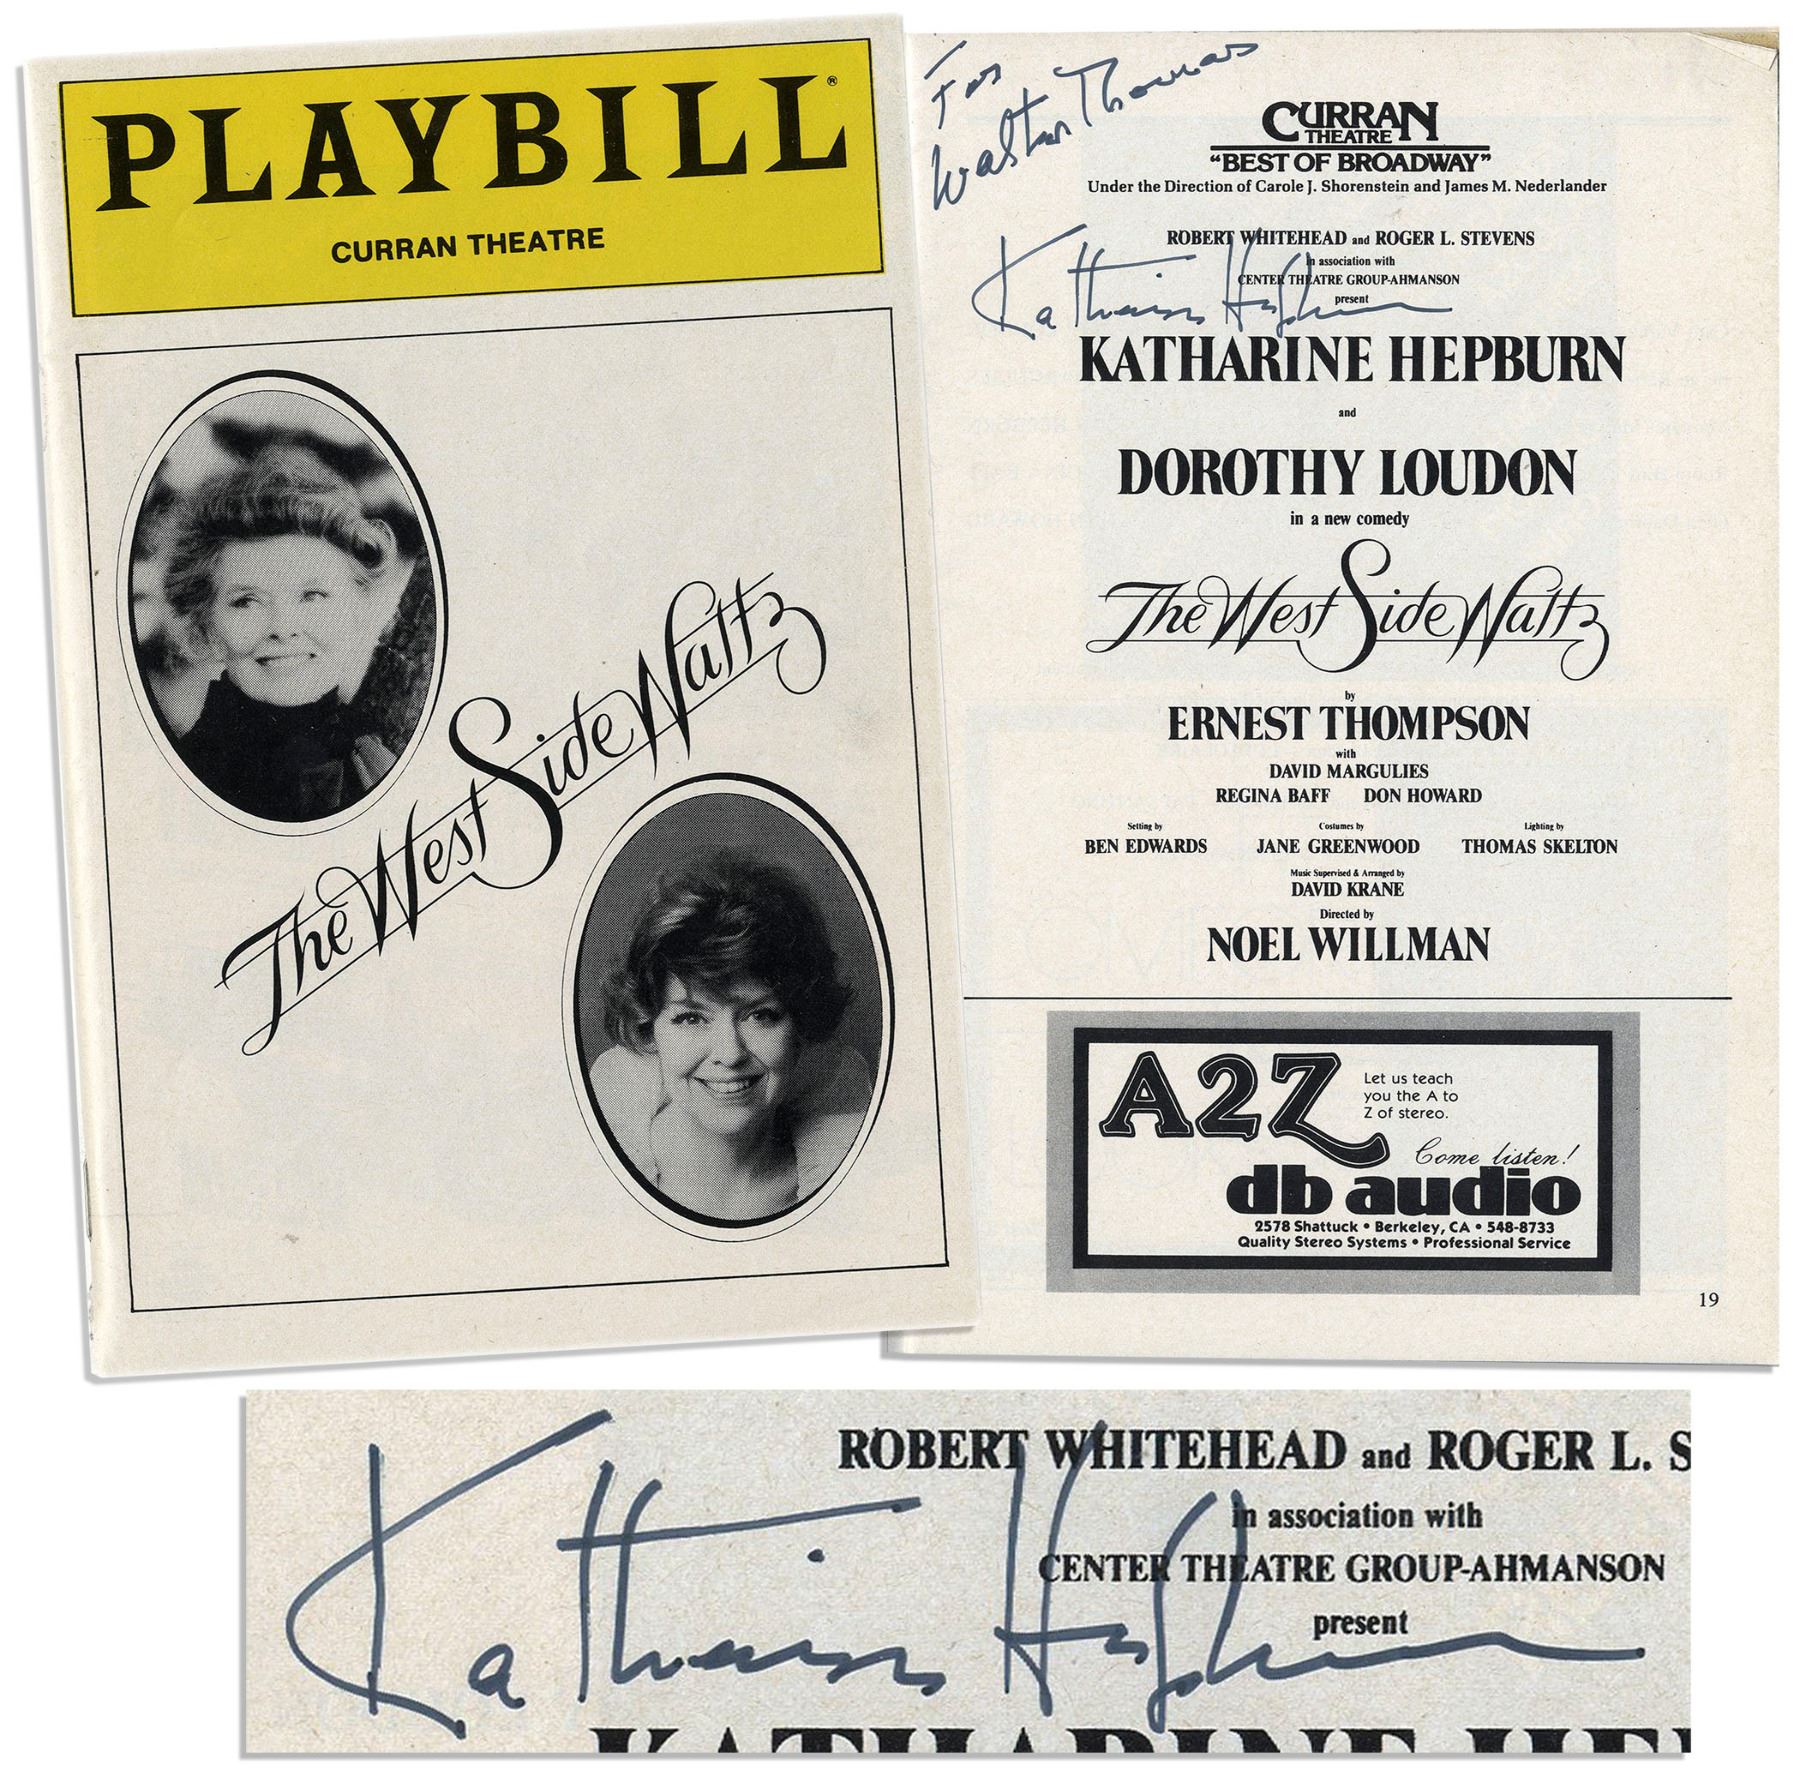 PLAYBILL®
CURRAN THEATRE
The West Side Waltz
For
Walter Thomas
CURRAN
THEATRE
"BEST OF BROADWAY"
Under the Direction of Carole J. Shorenstein and James M. Nederlander
ROBERT WHITEHEAD and ROGER L. STEVENS
in association with
CENTER THEATRE GROUP-AHMANSON
present
Katharine Hepburn
KATHARINE HEPBURN
and
DOROTHY LOUDON
in a new comedy
The West Side Waltz
by
ERNEST THOMPSON
with
DAVID MARGULIES
REGINA BAFF DON HOWARD
Setting by Costumes by Lighting by
BEN EDWARDS JANE GREENWOOD THOMAS SKELTON
Music Supervised & Arranged by
DAVID KRANE
Directed by
NOEL WILLMAN
A2Z
Let us teach
you the A to
Z of stereo.
Come listen!
db audio
2578 Shattuck • Berkeley, CA • 548-8733
Quality Stereo Systems • Professional Service
19
ROBERT WHITEHEAD and ROGER L. S
in association with
CENTER THEATRE GROUP-AHMANSON
present
Katharine Hepburn
KATHARINE HE